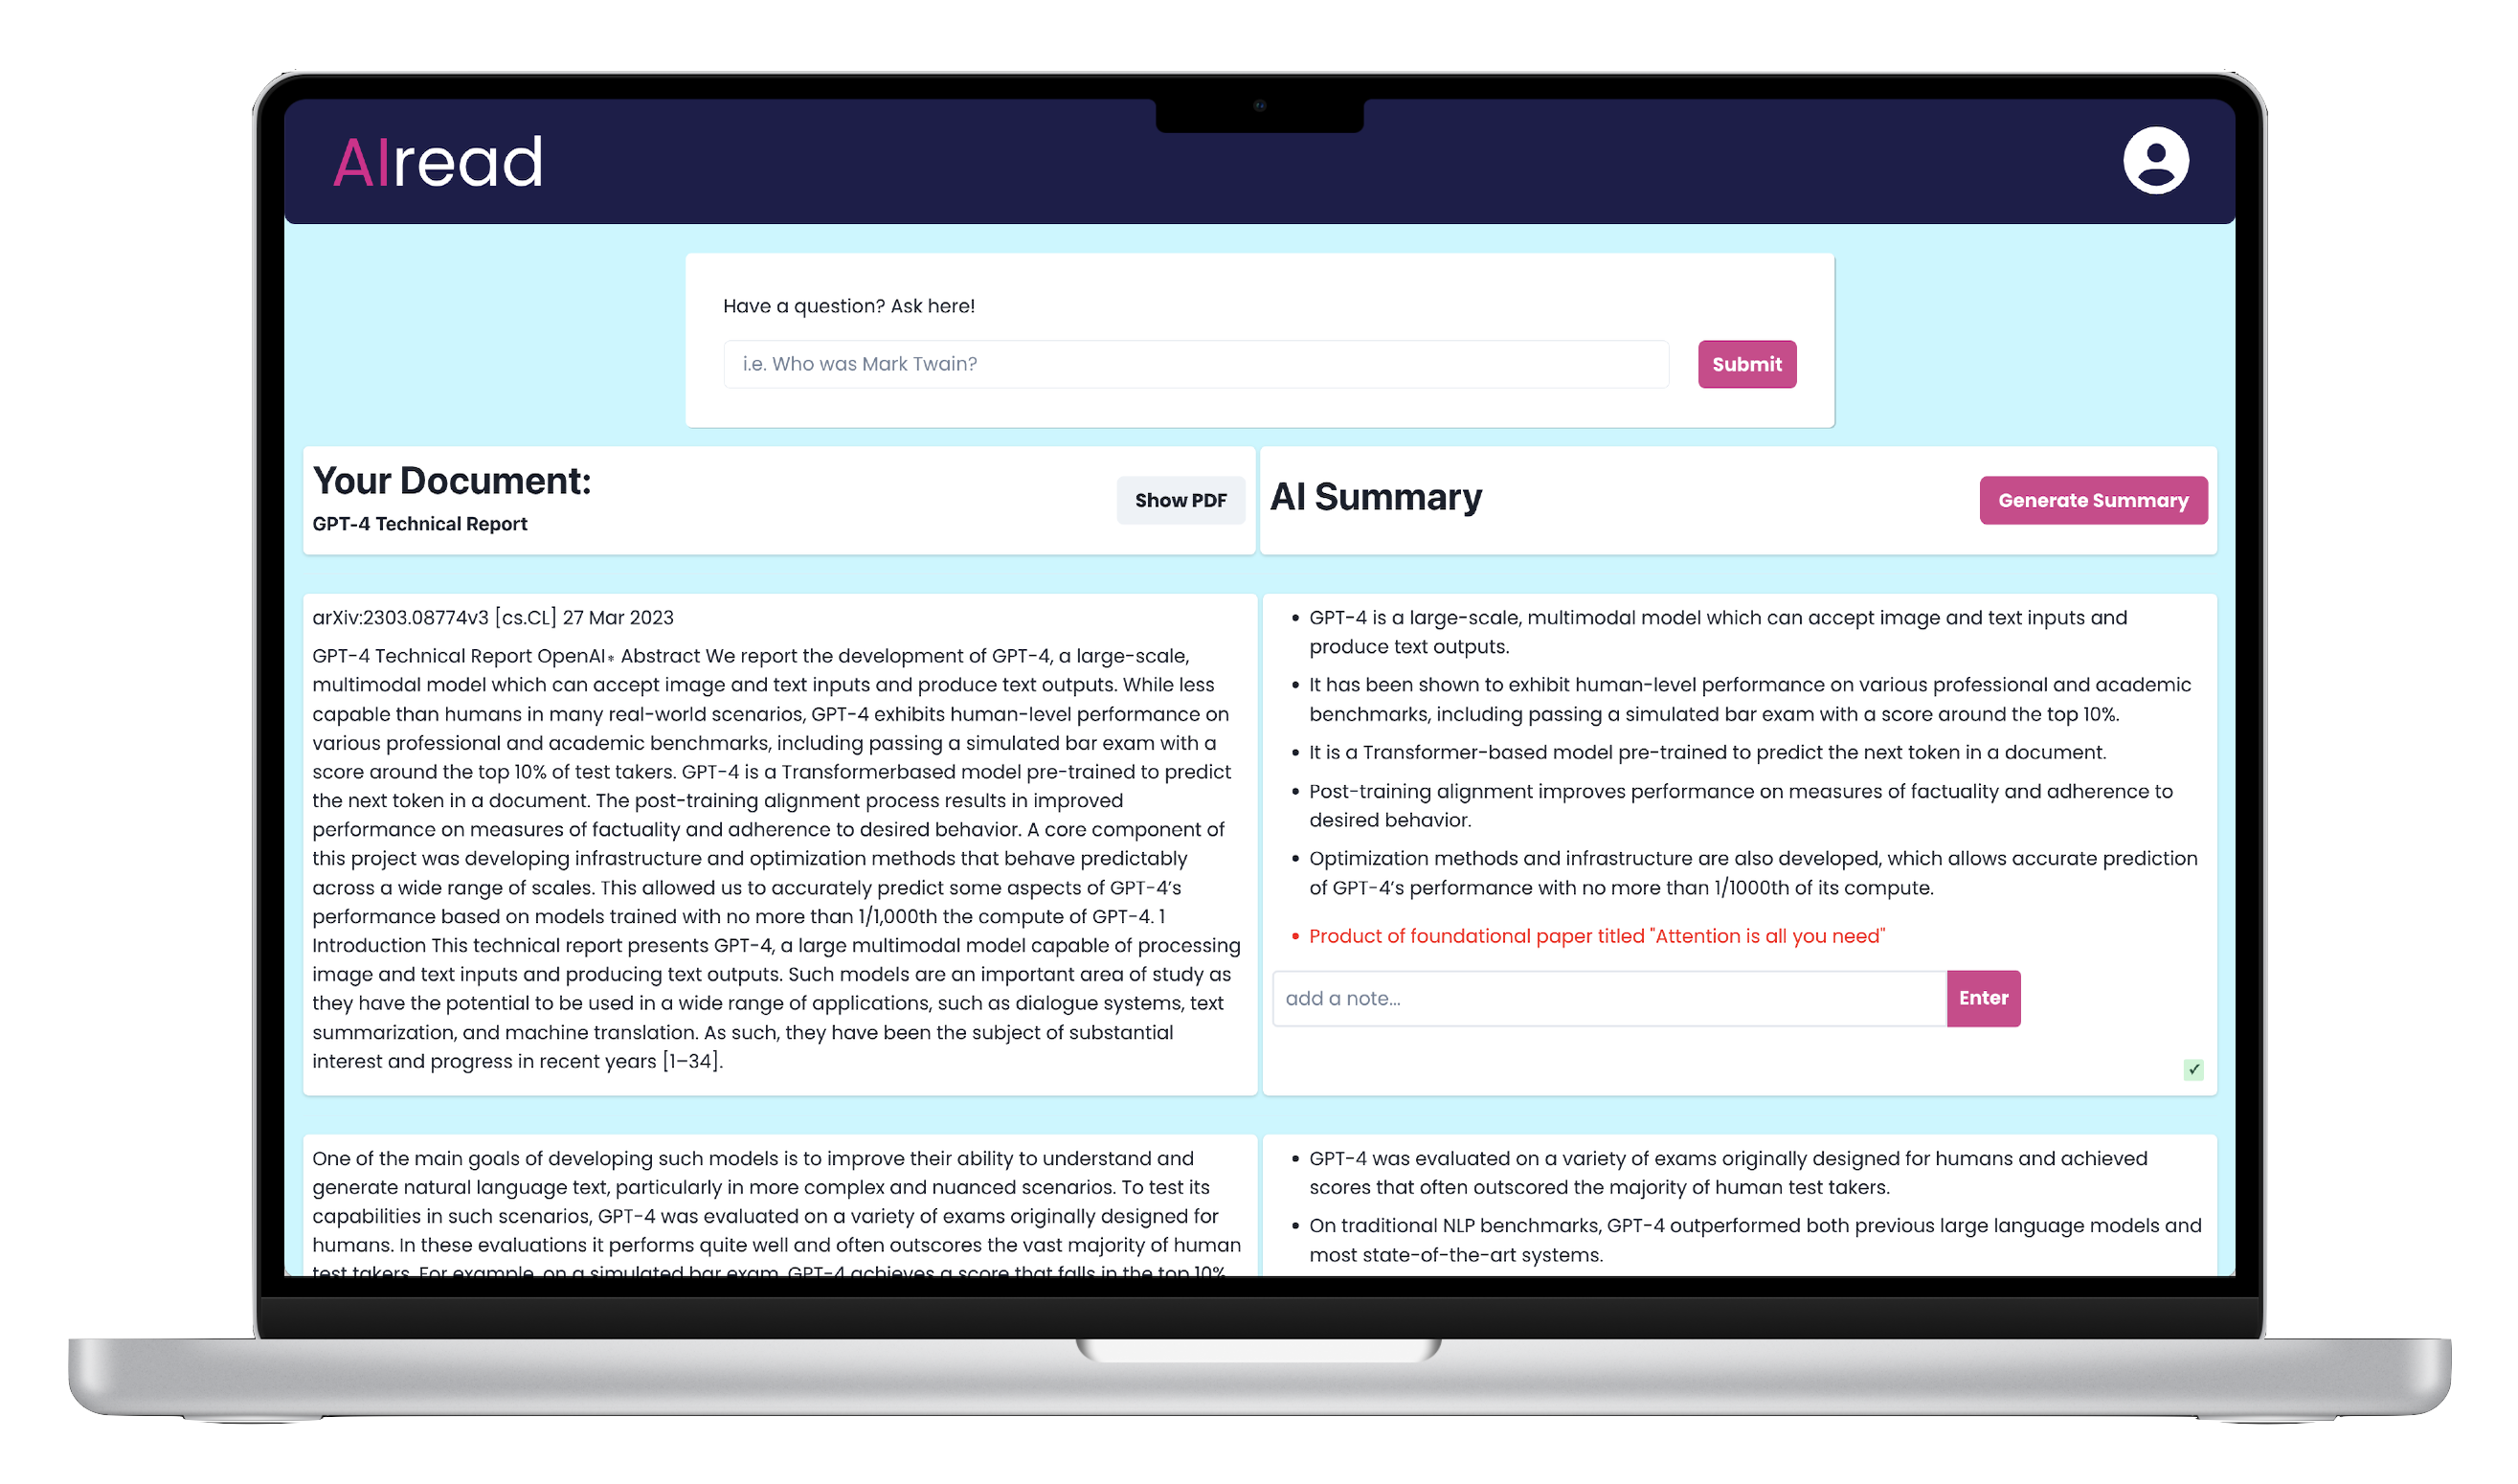 AIread
Have a question? Ask here!
i.e. Who was Mark Twain?
Submit
Your Document:
GPT-4 Technical Report
Show PDF
AI Summary
Generate Summary
arXiv:2303.08774v3 [cs.CL] 27 Mar 2023
GPT-4 Technical Report OpenAI* Abstract We report the development of GPT-4, a large-scale,
multimodal model which can accept image and text inputs and produce text outputs. While less
capable than humans in many real-world scenarios, GPT-4 exhibits human-level performance on
various professional and academic benchmarks, including passing a simulated bar exam with a
score around the top 10% of test takers. GPT-4 is a Transformerbased model pre-trained to predict
the next token in a document. The post-training alignment process results in improved
performance on measures of factuality and adherence to desired behavior. A core component of
this project was developing infrastructure and optimization methods that behave predictably
across a wide range of scales. This allowed us to accurately predict some aspects of GPT-4's
performance based on models trained with no more than 1/1,000th the compute of GPT-4. 1
Introduction This technical report presents GPT-4, a large multimodal model capable of processing
image and text inputs and producing text outputs. Such models are an important area of study as
they have the potential to be used in a wide range of applications, such as dialogue systems, text
summarization, and machine translation. As such, they have been the subject of substantial
interest and progress in recent years [1–34].
• GPT-4 is a large-scale, multimodal model which can accept image and text inputs and
produce text outputs.
• It has been shown to exhibit human-level performance on various professional and academic
benchmarks, including passing a simulated bar exam with a score around the top 10%.
• It is a Transformer-based model pre-trained to predict the next token in a document.
• Post-training alignment improves performance on measures of factuality and adherence to
desired behavior.
• Optimization methods and infrastructure are also developed, which allows accurate prediction
of GPT-4's performance with no more than 1/1000th of its compute.
• Product of foundational paper titled "Attention is all you need"
add a note...
Enter
✓
One of the main goals of developing such models is to improve their ability to understand and
generate natural language text, particularly in more complex and nuanced scenarios. To test its
capabilities in such scenarios, GPT-4 was evaluated on a variety of exams originally designed for
humans. In these evaluations it performs quite well and often outscores the vast majority of human
test takers. For example, on a simulated bar exam, GPT-4 achieves a score that falls in the top 10%
• GPT-4 was evaluated on a variety of exams originally designed for humans and achieved
scores that often outscored the majority of human test takers.
• On traditional NLP benchmarks, GPT-4 outperformed both previous large language models and
most state-of-the-art systems.